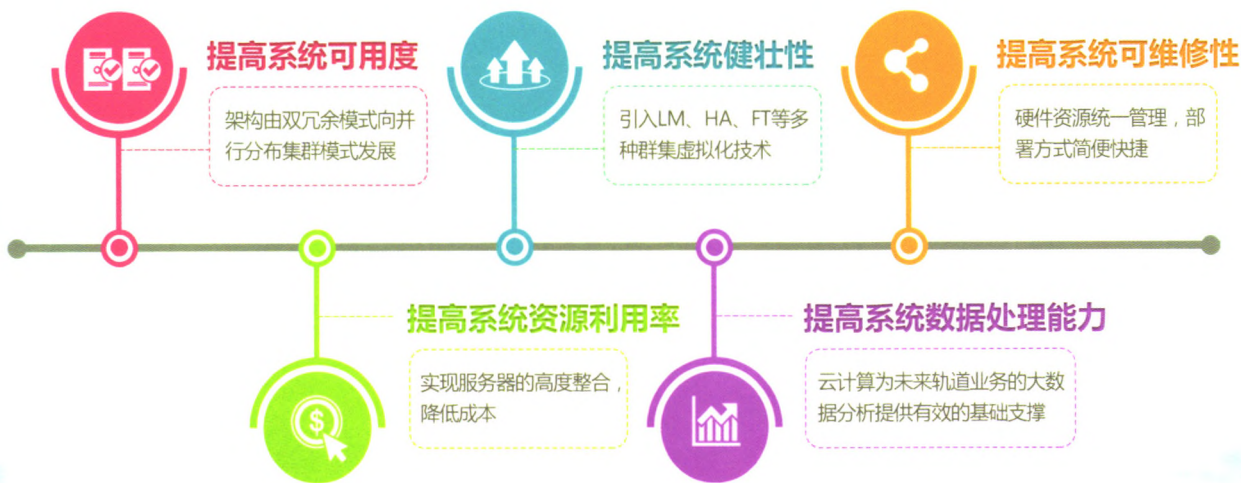 提高系统可用度
架构由双冗余模式向并
行分布集群模式发展
提高系统健壮性
引入LM、HA、FT等多
种群集虚拟化技术
提高系统可维修性
硬件资源统一管理，部
署方式简便快捷
提高系统资源利用率
实现服务器的高度整合，
降低成本
$
提高系统数据处理能力
云计算为未来轨道业务的大数
据分析提供有效的基础支撑